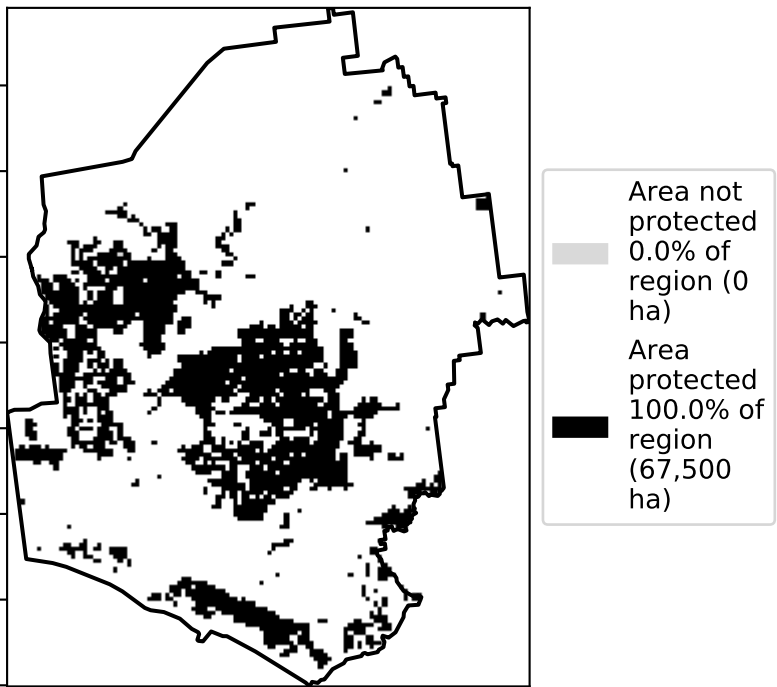 Area not
protected
0.0% of
region (0
ha)
Area
protected
100.0% of
region
(67,500
ha)